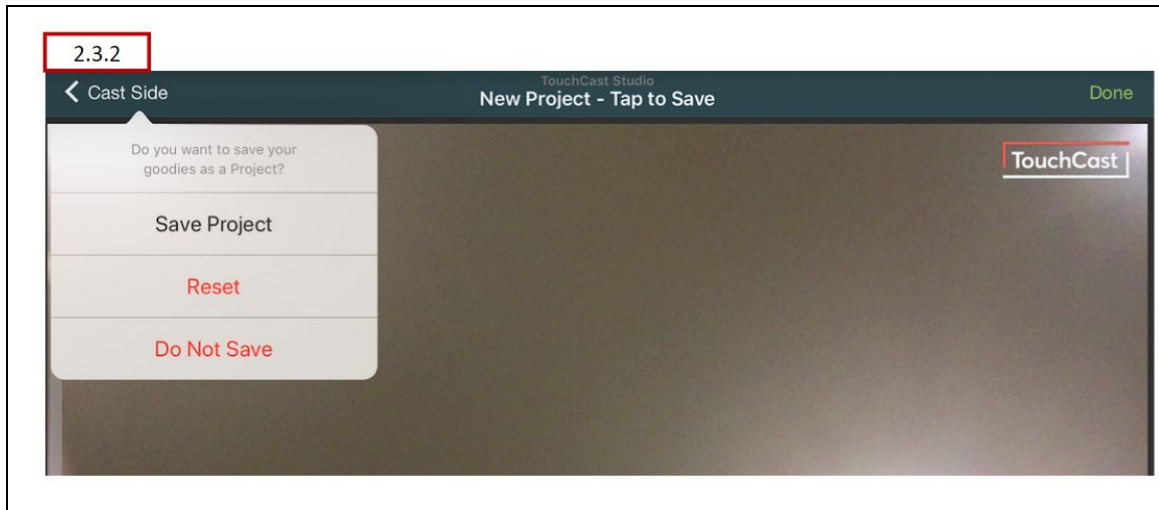 2.3.2
Cast Side
TouchCast Studio
New Project - Tap to Save
Done
Do you want to save your
goodies as a Project?
Save Project
Reset
Do Not Save
TouchCast